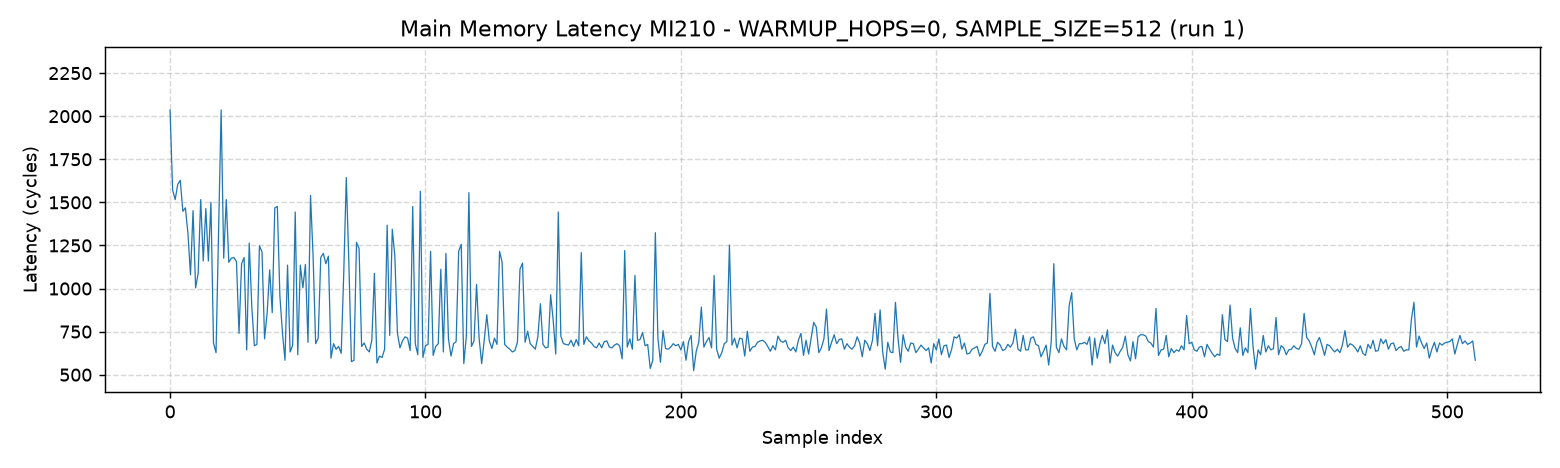 Main Memory Latency MI210 - WARMUP_HOPS=0, SAMPLE_SIZE=512 (run 1)
2250
2000
1750
1500
1250
1000
750
500
Latency (cycles)
0 100 200 300 400 500
Sample index